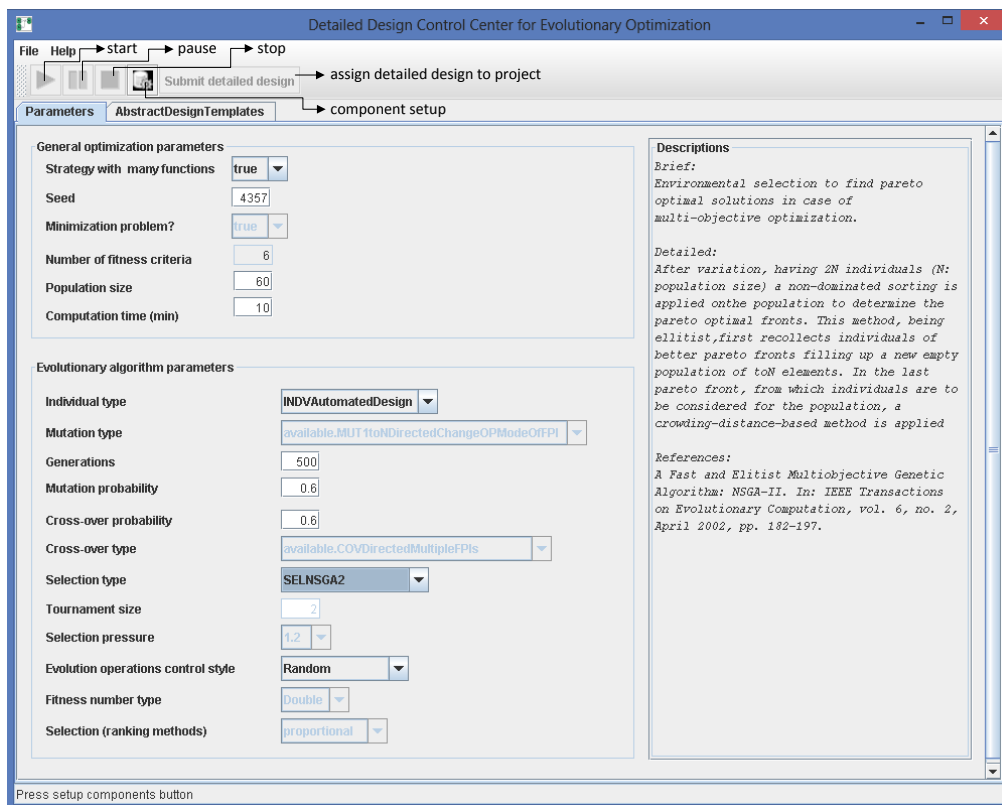 Detailed Design Control Center for Evolutionary Optimization
File Help
start
pause
stop
Submit detailed design
assign detailed design to project
component setup
Parameters
AbstractDesignTemplates
General optimization parameters
Strategy with many functions true
Seed 4357
Minimization problem? true
Number of fitness criteria 6
Population size 60
Computation time (min) 10
Evolutionary algorithm parameters
Individual type INDVAutomatedDesign
Mutation type available.MUT1toNDirectedChangeOPModeOfFPI
Generations 500
Mutation probability 0.6
Cross-over probability 0.6
Cross-over type available.COVDirectedMultipleFPIs
Selection type SELNSGA2
Tournament size 2
Selection pressure 1.2
Evolution operations control style Random
Fitness number type Double
Selection (ranking methods) proportional
Descriptions
Brief:
Environmental selection to find pareto
optimal solutions in case of
multi-objective optimization.
Detailed:
After variation, having 2N individuals (N:
population size) a non-dominated sorting is
applied onthe population to determine the
pareto optimal fronts. This method, being
ellitist,first recollects individuals of
better pareto fronts filling up a new empty
population of toN elements. In the last
pareto front, from which individuals are to
be considered for the population, a
crowding-distance-based method is applied
References:
A Fast and Elitist Multiobjective Genetic
Algorithm: NSGA-II. In: IEEE Transactions
on Evolutionary Computation, vol. 6, no. 2,
April 2002, pp. 182-197.
Press setup components button